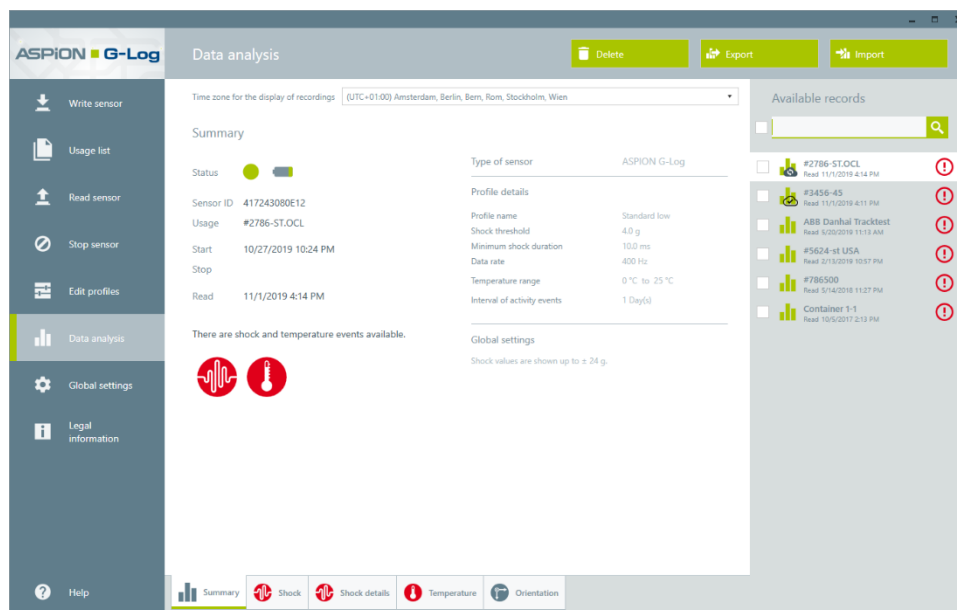 ASPION G-Log
Data analysis
Delete
Export
Import
Write sensor
Usage list
Read sensor
Stop sensor
Edit profiles
Data analysis
Global settings
Legal
information
Help
Time zone for the display of recordings (UTC+01:00) Amsterdam, Berlin, Bern, Rom, Stockholm, Wien
Summary
Status
Sensor ID 417243080E12
Usage #2786-ST.OCL
Start 10/27/2019 10:24 PM
Stop
Read 11/1/2019 4:14 PM
There are shock and temperature events available.
Type of sensor ASPION G-Log
Profile details
Profile name Standard low
Shock threshold 4.0 g
Minimum shock duration 10.0 ms
Data rate 400 Hz
Temperature range 0 °C to 25 °C
Interval of activity events 1 Day(s)
Global settings
Shock values are shown up to ± 24 g.
Available records
#2786-ST.OCL
Read 11/1/2019 4:14 PM
#3456-45
Read 11/1/2019 4:11 PM
ABB Danhai Tracktest
Read 5/20/2019 11:13 AM
#5624-st USA
Read 2/13/2019 10:57 PM
#786500
Read 5/14/2018 11:27 PM
Container 1-1
Read 10/5/2017 2:13 PM
Summary
Shock
Shock details
Temperature
Orientation